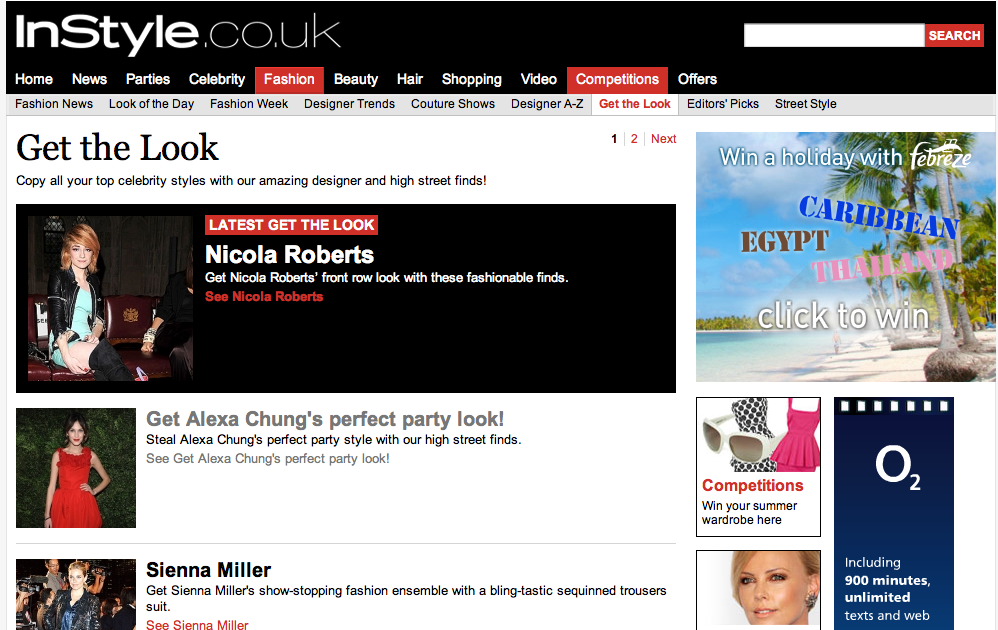 InStyle.co.uk
SEARCH
Home News Parties Celebrity Fashion Beauty Hair Shopping Video Competitions Offers
Fashion News Look of the Day Fashion Week Designer Trends Couture Shows Designer A-Z Get the Look Editors' Picks Street Style
Get the Look
1 2 Next
Copy all your top celebrity styles with our amazing designer and high street finds!
LATEST GET THE LOOK
Nicola Roberts
Get Nicola Roberts’ front row look with these fashionable finds.
See Nicola Roberts
Get Alexa Chung's perfect party look!
Steal Alexa Chung's perfect party style with our high street finds.
See Get Alexa Chung's perfect party look!
Sienna Miller
Get Sienna Miller's show-stopping fashion ensemble with a bling-tastic sequinned trousers
suit.
See Sienna Miller
Win a holiday with febreze
CARIBBEAN
EGYPT
THAILAND
click to win
Competitions
Win your summer
wardrobe here
O2
Including
900 minutes,
unlimited
texts and web